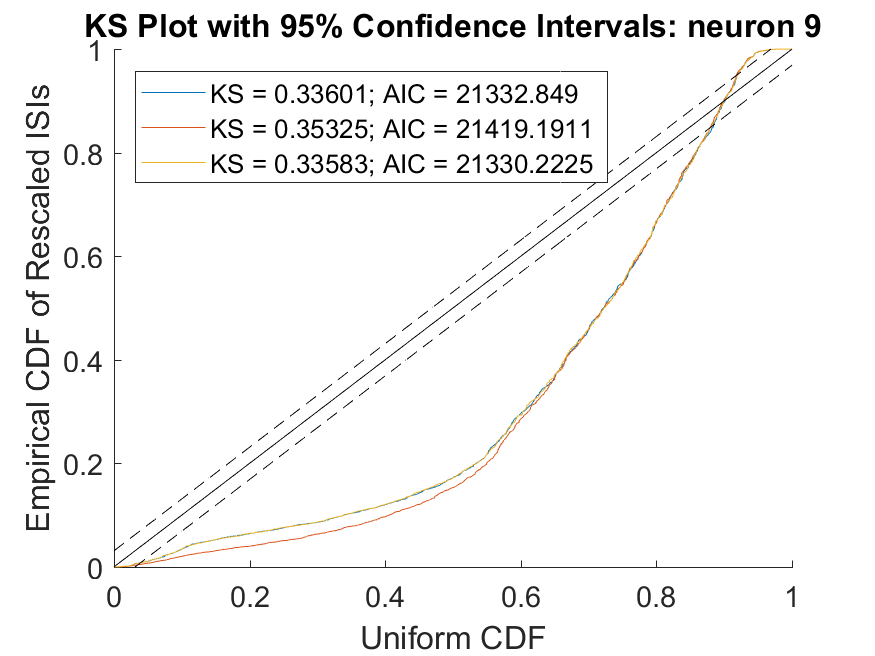 KS Plot with 95% Confidence Intervals: neuron 9
KS = 0.33601; AIC = 21332.849
KS = 0.35325; AIC = 21419.1911
KS = 0.33583; AIC = 21330.2225
Empirical CDF of Rescaled ISIs
1
0.8
0.6
0.4
0.2
0
0 0.2 0.4 0.6 0.8 1
Uniform CDF